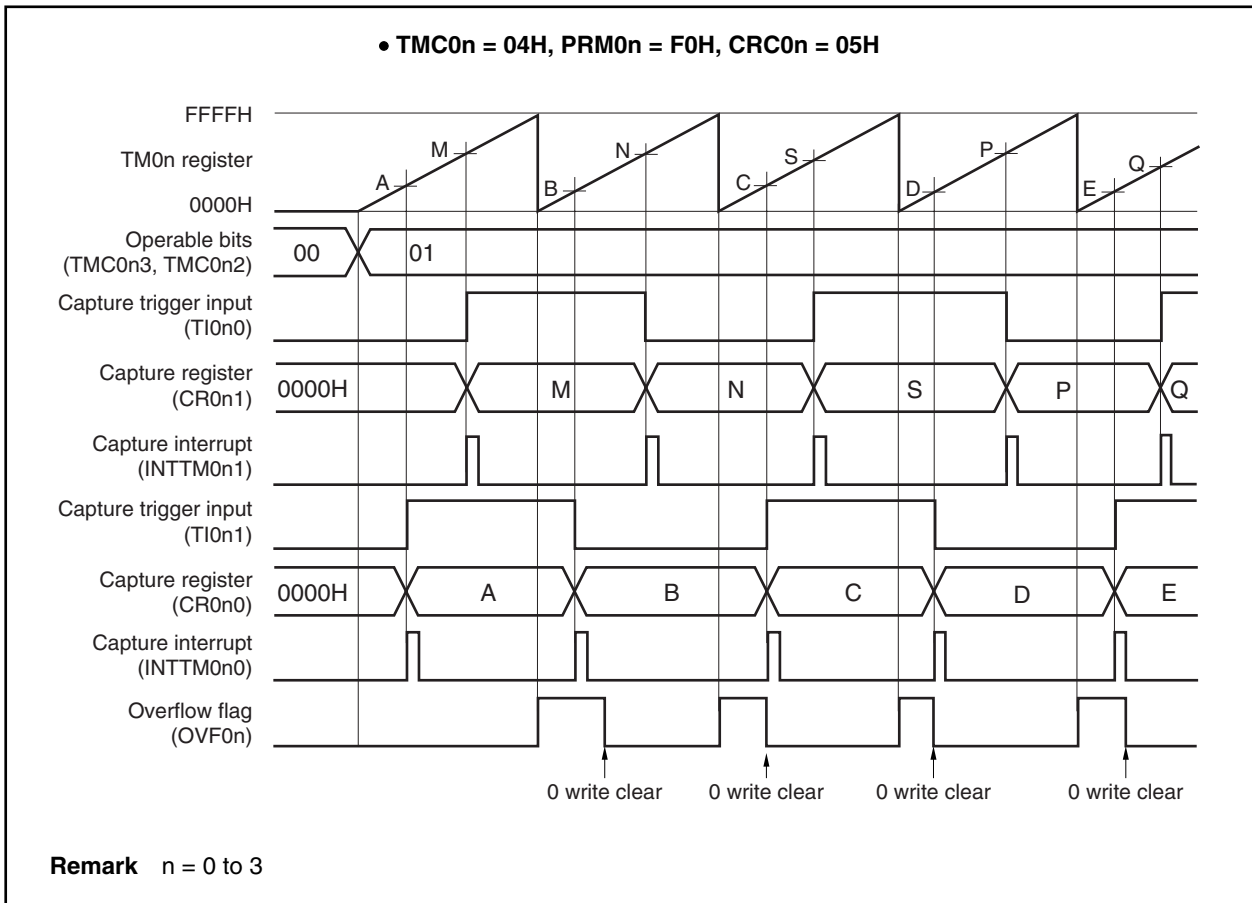 • TMC0n = 04H, PRM0n = F0H, CRC0n = 05H
FFFFH
TM0n register
0000H
A
M
B
N
C
S
D
P
E
Q
Operable bits
(TMC0n3, TMC0n2)
00
01
Capture trigger input
(TI0n0)
Capture register
(CR0n1)
0000H
M
N
S
P
Q
Capture interrupt
(INTTM0n1)
Capture trigger input
(TI0n1)
Capture register
(CR0n0)
0000H
A
B
C
D
E
Capture interrupt
(INTTM0n0)
Overflow flag
(OVF0n)
0 write clear
0 write clear
0 write clear
0 write clear
Remark n = 0 to 3